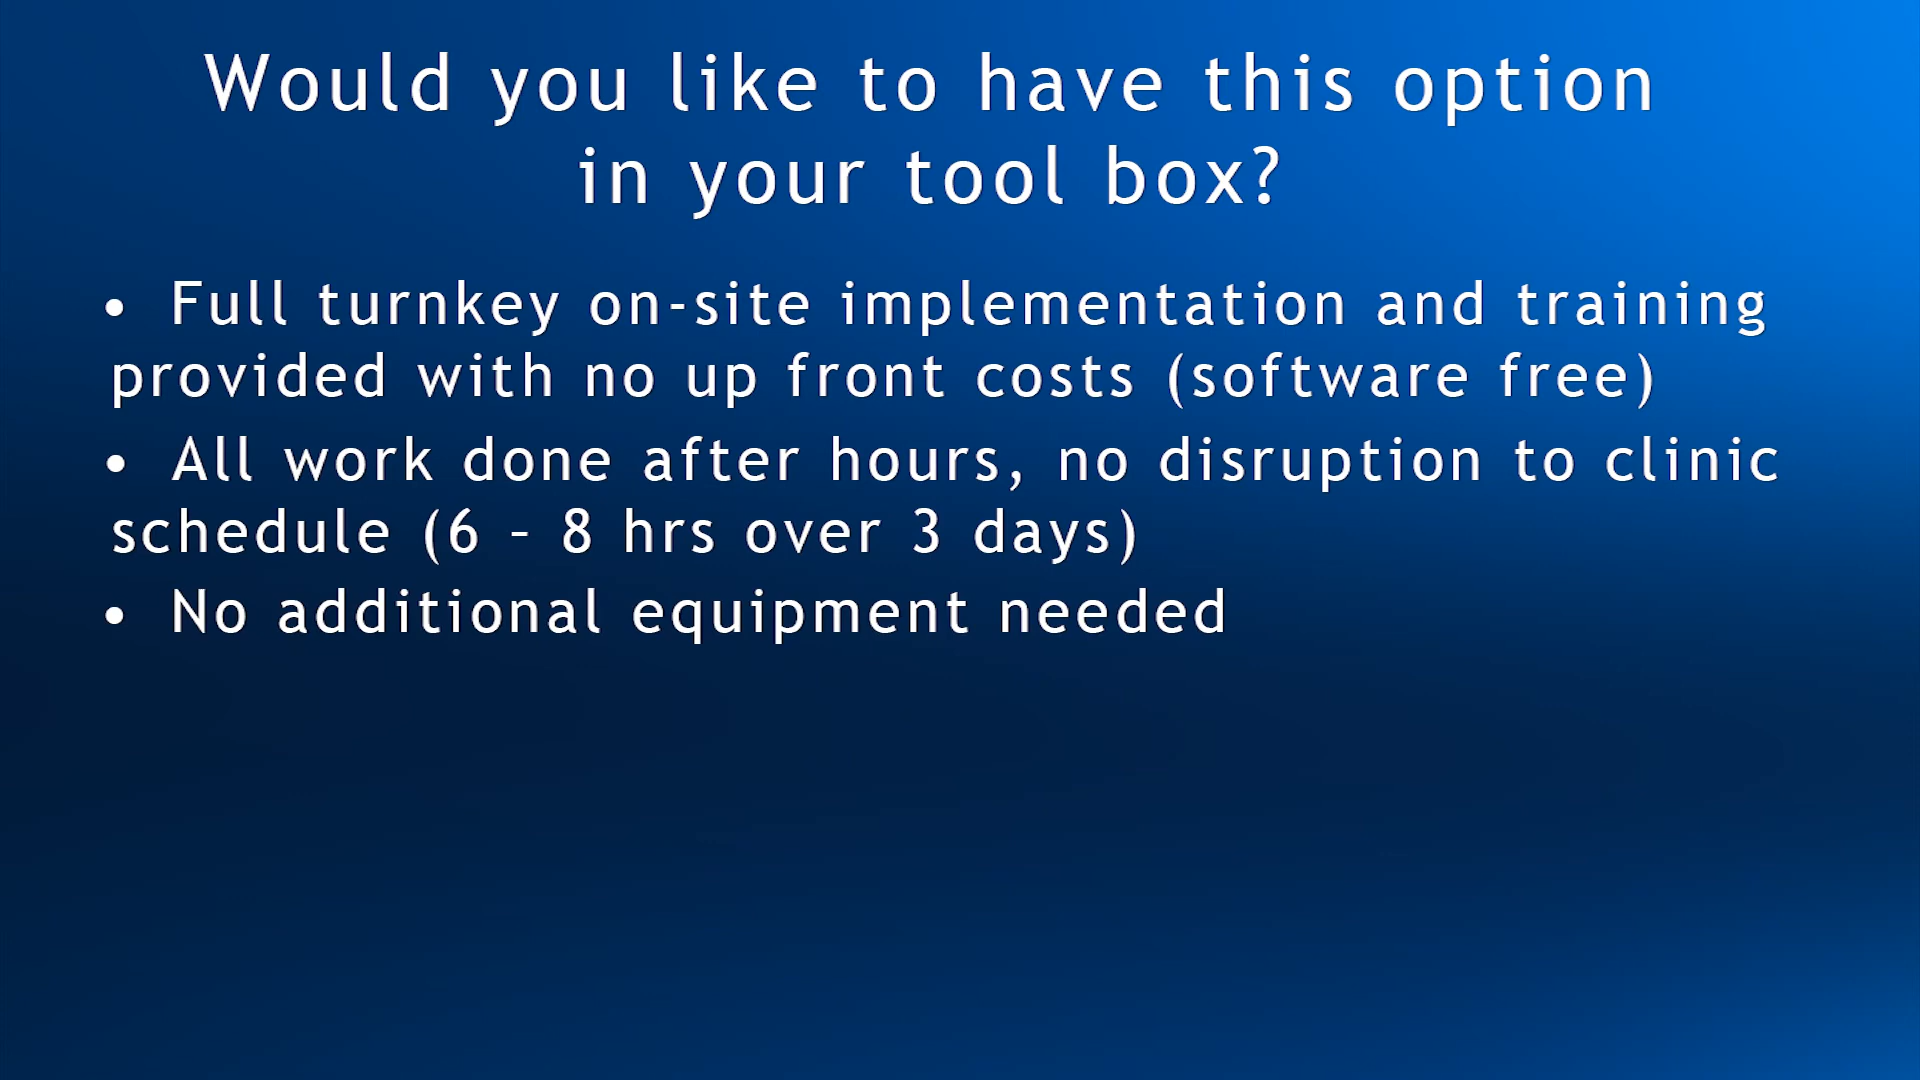 Would you like to have this option
in your tool box?
• Full turnkey on-site implementation and training
provided with no up front costs (software free)
• All work done after hours, no disruption to clinic
schedule (6 – 8 hrs over 3 days)
• No additional equipment needed